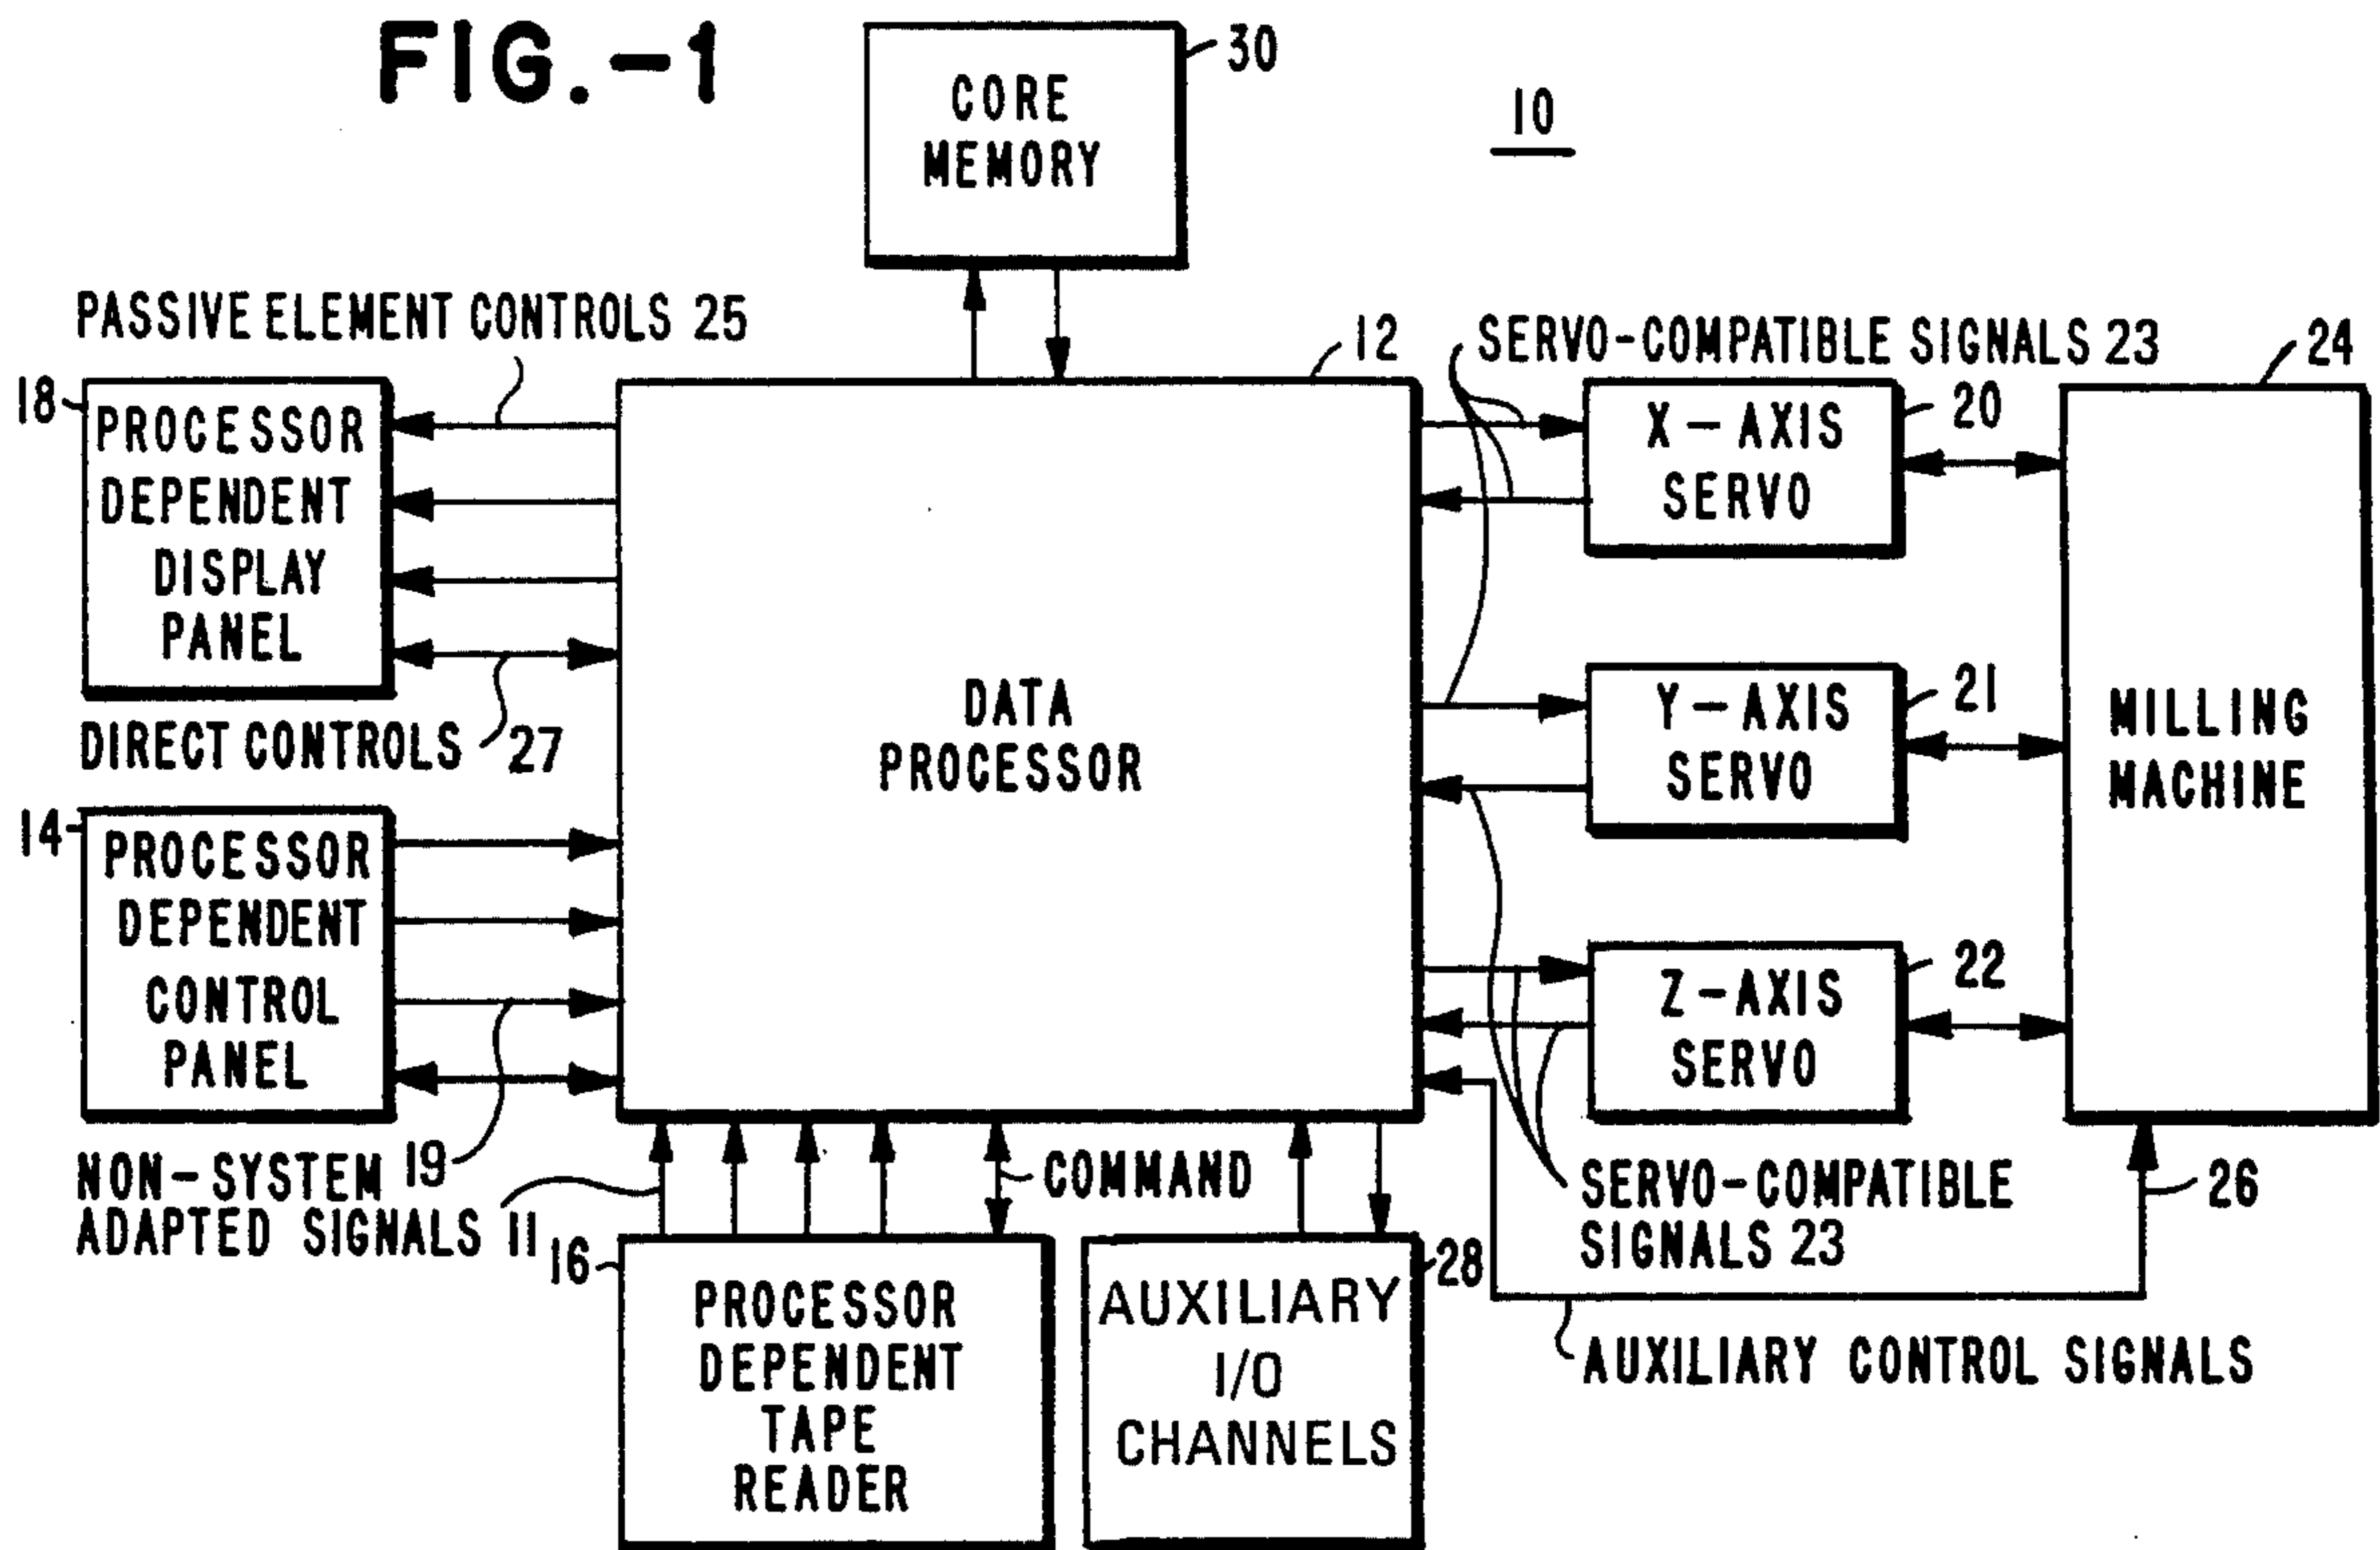 FIG.-1
CORE
MEMORY
30
10
PASSIVE ELEMENT CONTROLS 25
12
SERVO-COMPATIBLE SIGNALS 23
24
18
PROCESSOR
DEPENDENT
DISPLAY
PANEL
X-AXIS
SERVO
20
DIRECT CONTROLS 27
DATA
PROCESSOR
Y-AXIS
SERVO
21
MILLING
MACHINE
14
PROCESSOR
DEPENDENT
CONTROL
PANEL
Z-AXIS
SERVO
22
NON-SYSTEM 19
ADAPTED SIGNALS 11
COMMAND
SERVO-COMPATIBLE
SIGNALS 23
26
16
PROCESSOR
DEPENDENT
TAPE
READER
28
AUXILIARY
I/O
CHANNELS
AUXILIARY CONTROL SIGNALS